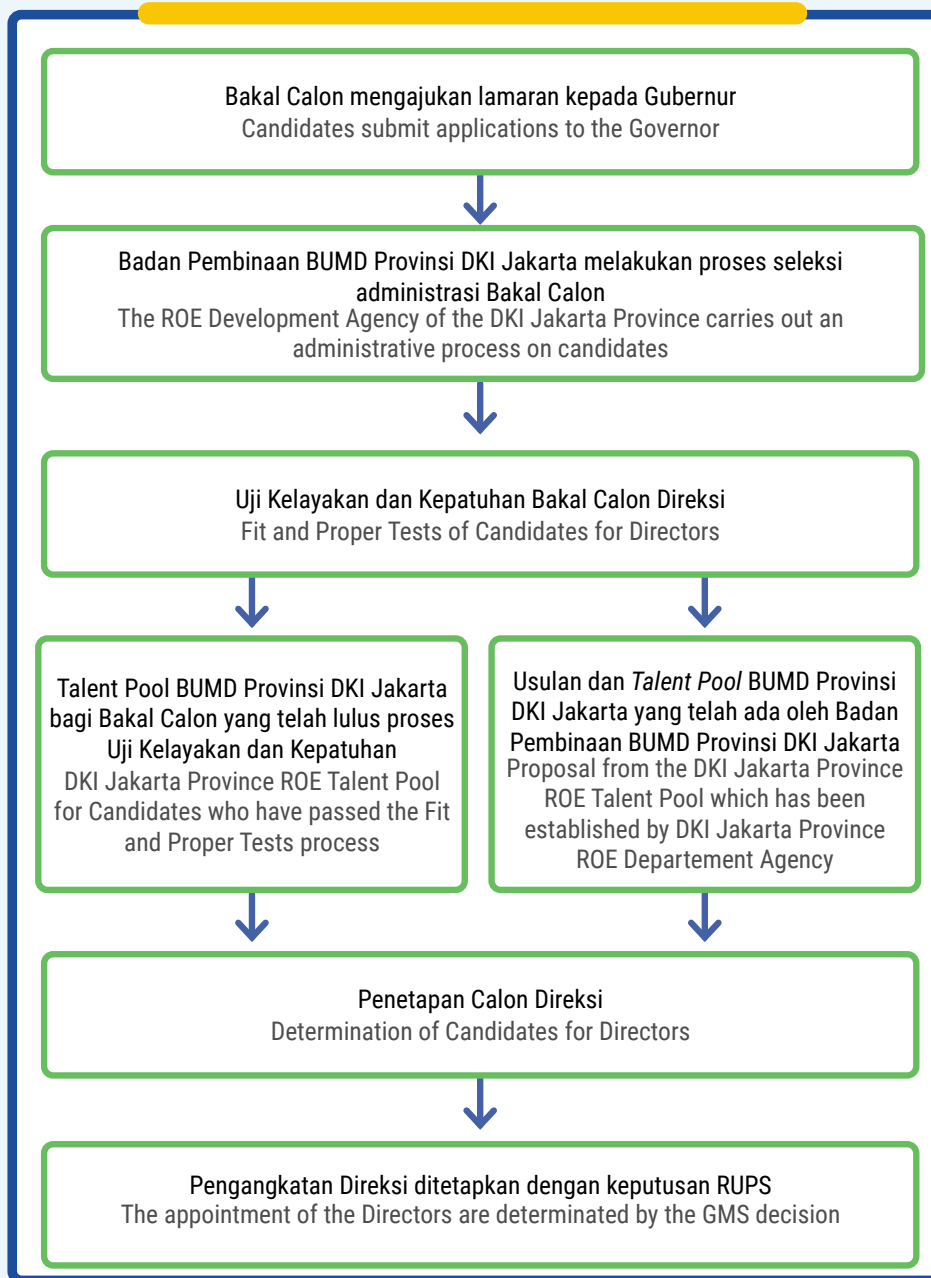 Bakal Calon mengajukan lamaran kepada Gubernur
Candidates submit applications to the Governor
Badan Pembinaan BUMD Provinsi DKI Jakarta melakukan proses seleksi
administrasi Bakal Calon
The ROE Development Agency of the DKI Jakarta Province carries out an
administrative process on candidates
Uji Kelayakan dan Kepatuhan Bakal Calon Direksi
Fit and Proper Tests of Candidates for Directors
Talent Pool BUMD Provinsi DKI Jakarta
bagi Bakal Calon yang telah lulus proses
Uji Kelayakan dan Kepatuhan
DKI Jakarta Province ROE Talent Pool
for Candidates who have passed the Fit
and Proper Tests process
Usulan dan Talent Pool BUMD Provinsi
DKI Jakarta yang telah ada oleh Badan
Pembinaan BUMD Provinsi DKI Jakarta
Proposal from the DKI Jakarta Province
ROE Talent Pool which has been
established by DKI Jakarta Province
ROE Departement Agency
Penetapan Calon Direksi
Determination of Candidates for Directors
Pengangkatan Direksi ditetapkan dengan keputusan RUPS
The appointment of the Directors are determinated by the GMS decision